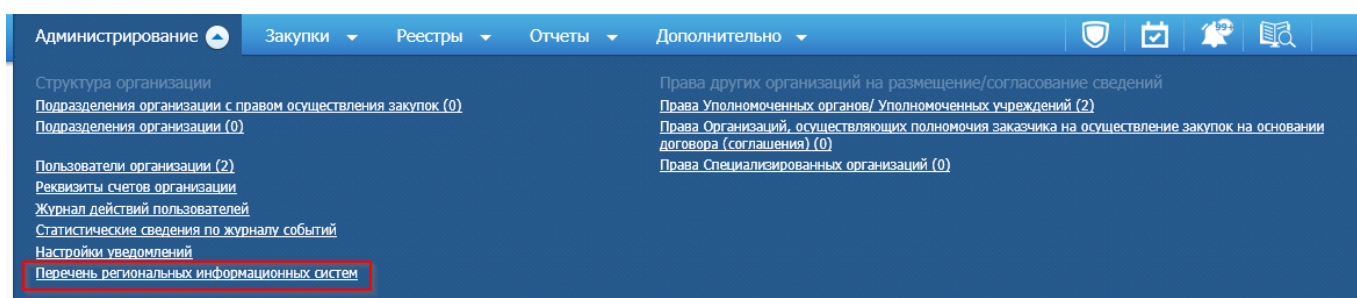 Администрирование Закупки Реестры Отчеты Дополнительно 99+
Структура организации
Подразделения организации с правом осуществления закупок (0)
Подразделения организации (0)
Пользователи организации (2)
Реквизиты счетов организации
Журнал действий пользователей
Статистические сведения по журналу событий
Настройки уведомлений
Перечень региональных информационных систем
Права других организаций на размещение/согласование сведений
Права Уполномоченных органов/ Уполномоченных учреждений (2)
Права Организаций, осуществляющих полномочия заказчика на осуществление закупок на основании
договора (соглашения) (0)
Права Специализированных организаций (0)